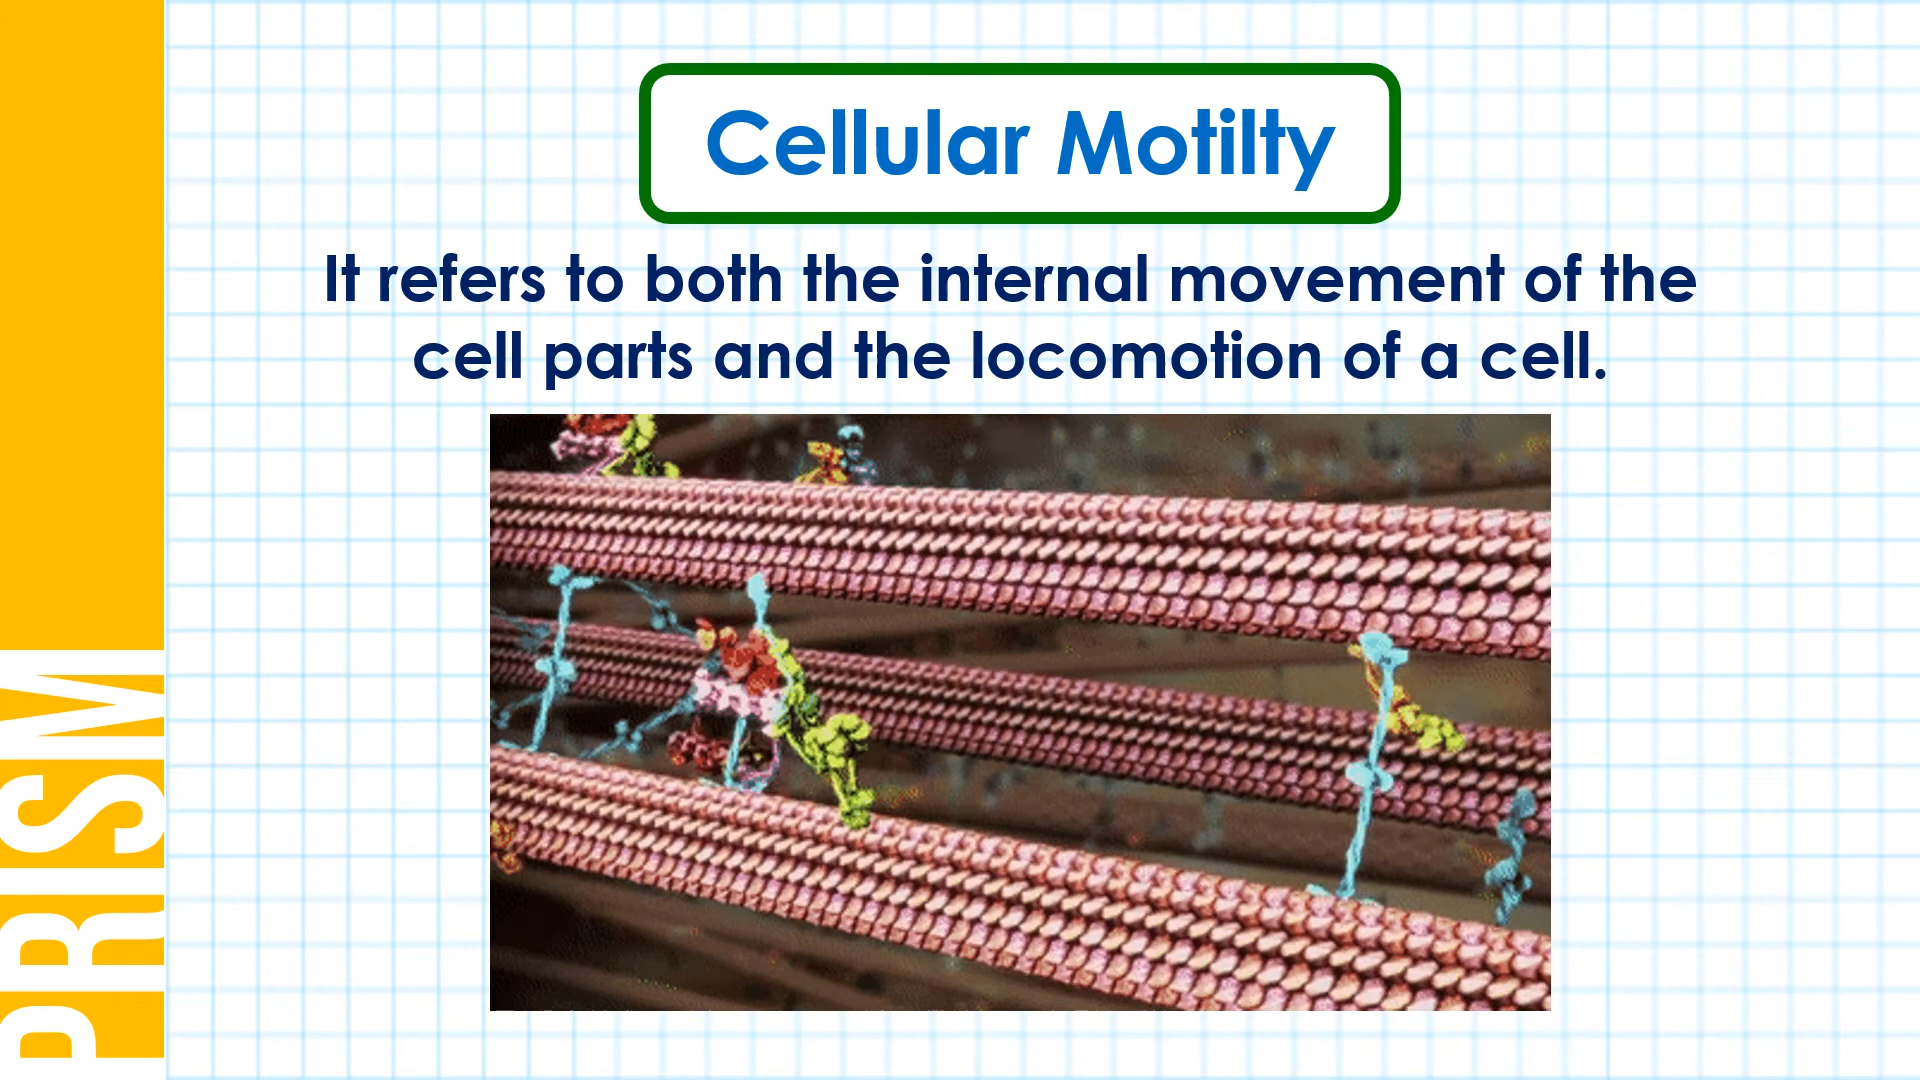 Cellular Motilty
It refers to both the internal movement of the
cell parts and the locomotion of a cell.
PRISM